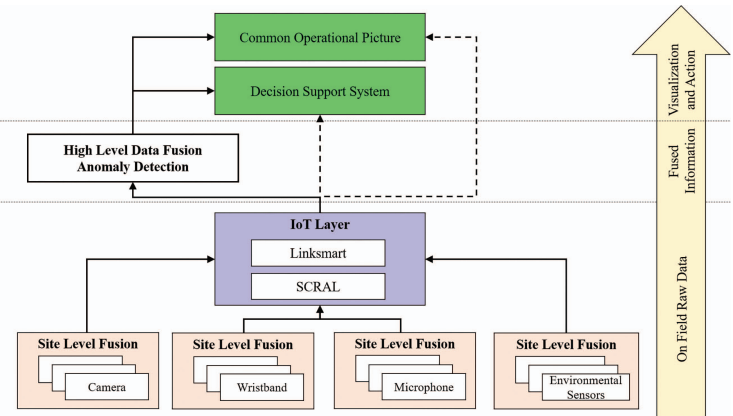 Common Operational Picture
Decision Support System
Visualization
and Action
High Level Data Fusion
Anomaly Detection
Fused
Information
IoT Layer
Linksmart
SCRAL
On Field Raw Data
Site Level Fusion
Camera
Site Level Fusion
Wristband
Site Level Fusion
Microphone
Site Level Fusion
Environmental
Sensors